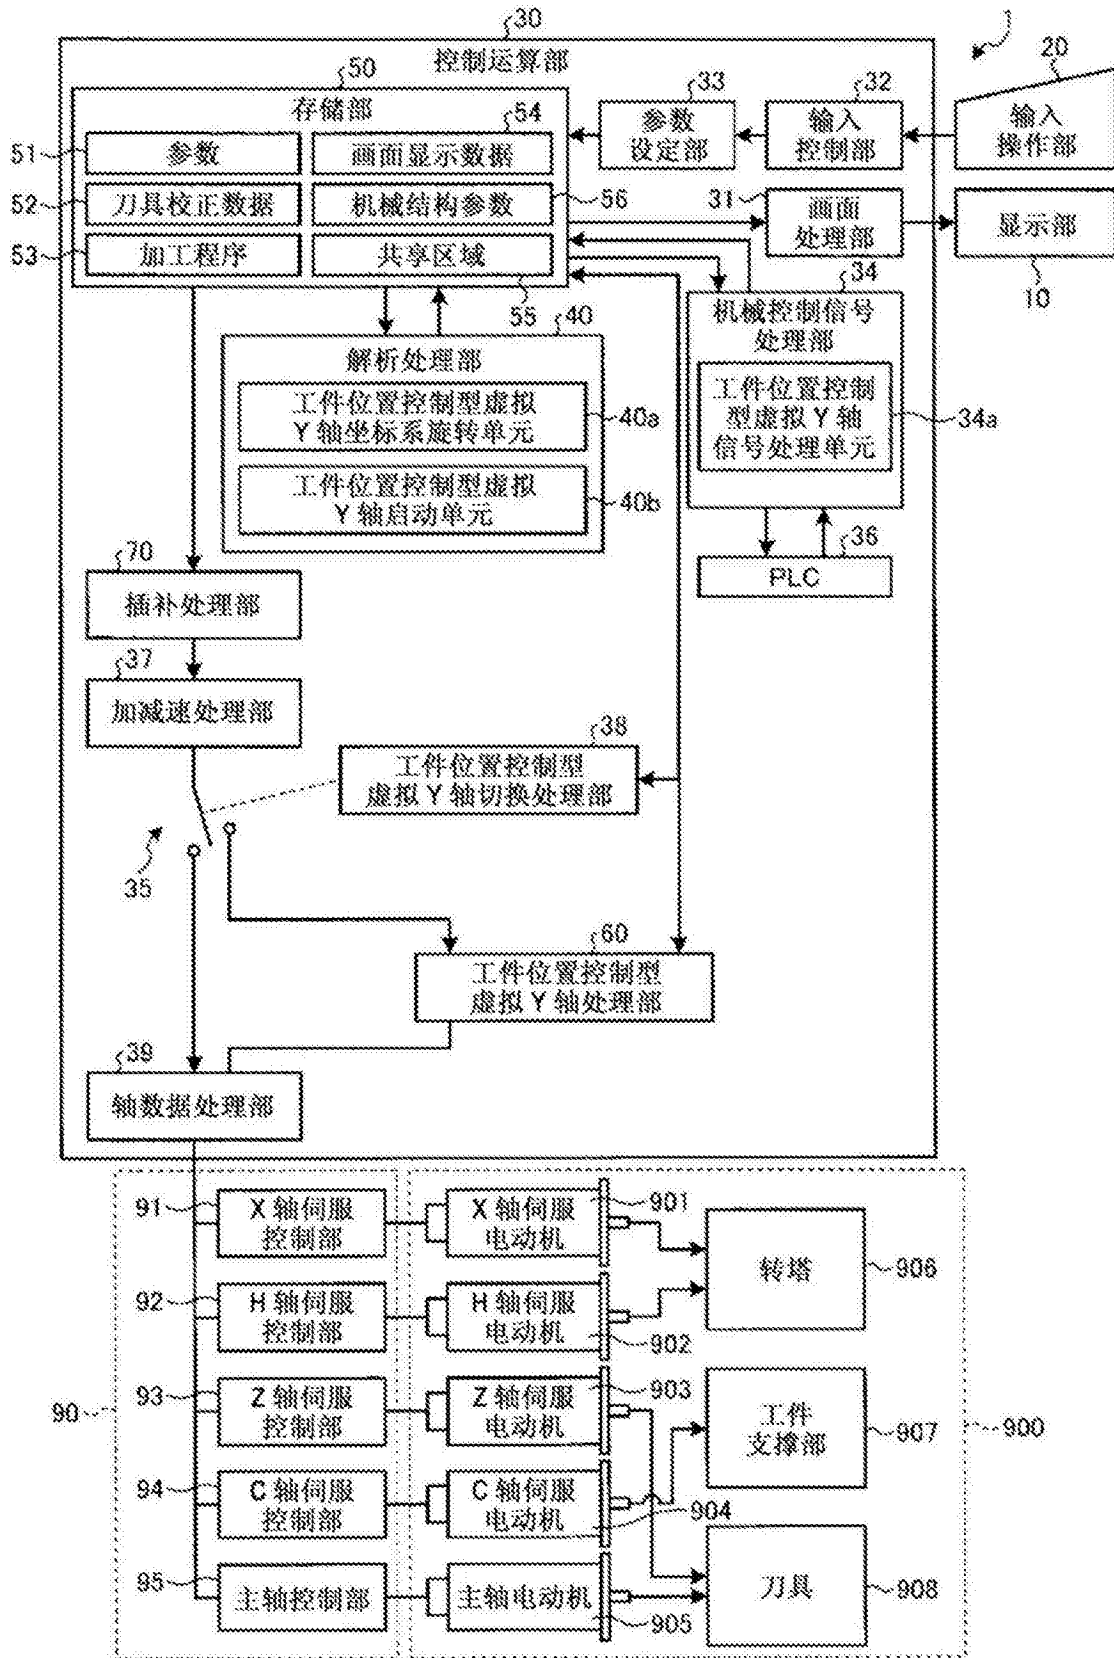 30
1
控制运算部
20
50
存储部
54
33
32
参数
设定部
输入
控制部
输入
操作部
51
参数
画面显示数据
52
刀具校正数据
机械结构参数
56
31
画面
处理部
显示部
53
加工程序
共享区域
55
40
34
10
机械控制信号
处理部
解析处理部
工件位置控制型虚拟
Y 轴坐标系旋转单元
40a
工件位置控制
型虚拟 Y 轴
信号处理单元
34a
工件位置控制型虚拟
Y 轴启动单元
40b
36
PLC
70
插补处理部
37
加减速处理部
38
工件位置控制型
虚拟 Y 轴切换处理部
35
60
工件位置控制型
虚拟 Y 轴处理部
39
轴数据处理部
91
X 轴伺服
控制部
X 轴伺服
电动机
901
转塔
906
92
H 轴伺服
控制部
H 轴伺服
电动机
902
90
93
Z 轴伺服
控制部
Z 轴伺服
电动机
903
工件
支撑部
907
900
94
C 轴伺服
控制部
C 轴伺服
电动机
904
95
主轴控制部
主轴电动机
905
刀具
908